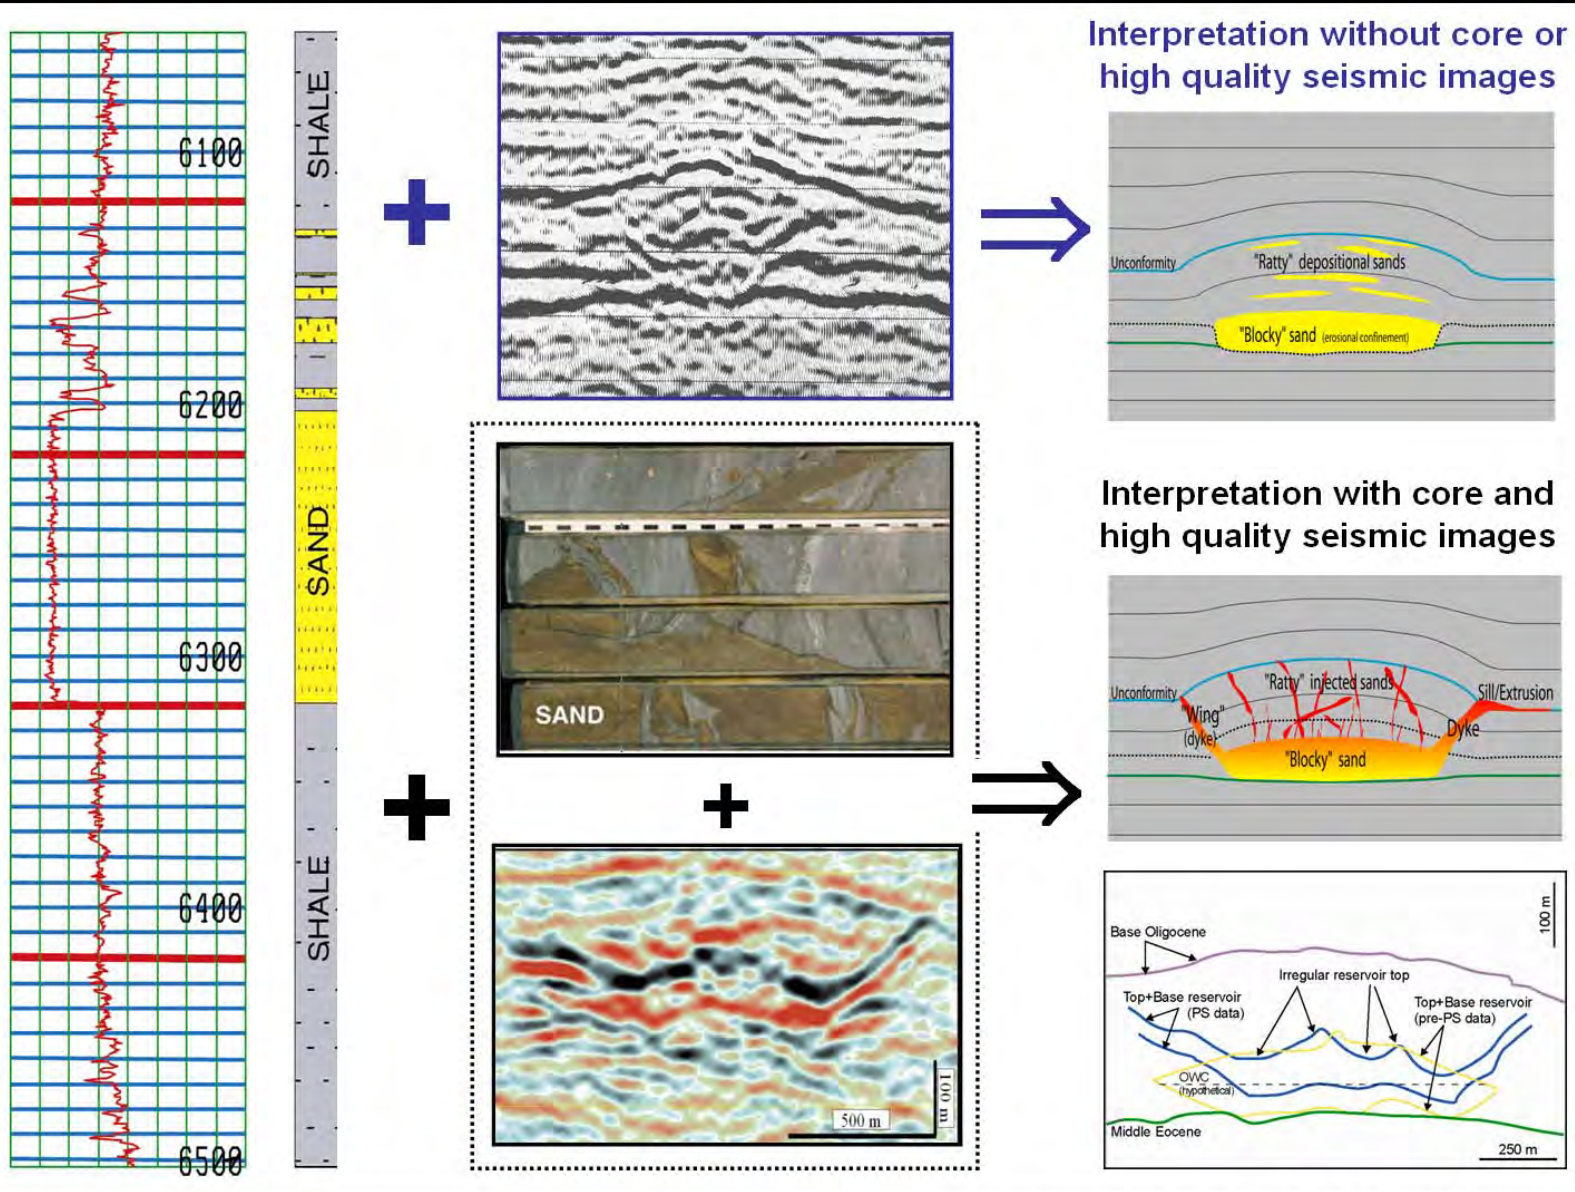 6100
6200
6300
6400
6500
SHALE
SAND
SHALE
SAND
500 m
100 m
Interpretation without core or
high quality seismic images
Unconformity
"Ratty" depositional sands
"Blocky" sand (erosional confinement)
Interpretation with core and
high quality seismic images
Unconformity
"Ratty" injected sands
Sill/Extrusion
"Wing"
(dyke)
Dyke
"Blocky" sand
100 m
Base Oligocene
Irregular reservoir top
Top+Base reservoir
(PS data)
Top+Base reservoir
(pre-PS data)
OWC
(hypothetical)
Middle Eocene
250 m